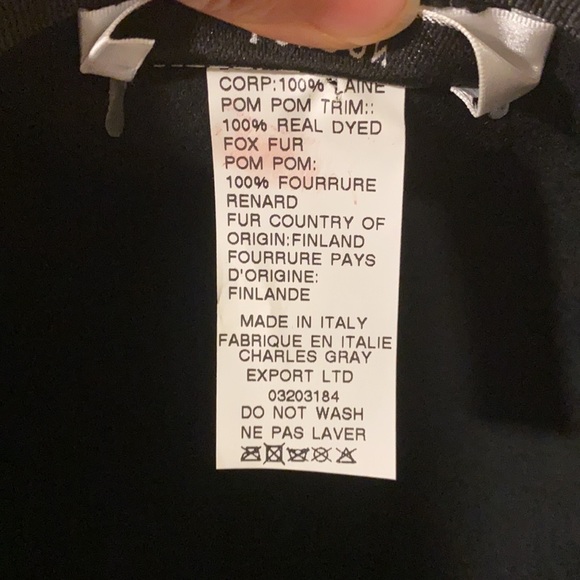 CORP:100% LAINE
POM POM TRIM::
100% REAL DYED
FOX FUR
POM POM:
100% FOURRURE
RENARD
FUR COUNTRY OF
ORIGIN:FINLAND
FOURRURE PAYS
D'ORIGINE:
FINLANDE
MADE IN ITALY
FABRIQUE EN ITALIE
CHARLES GRAY
EXPORT LTD
03203184
DO NOT WASH
NE PAS LAVER